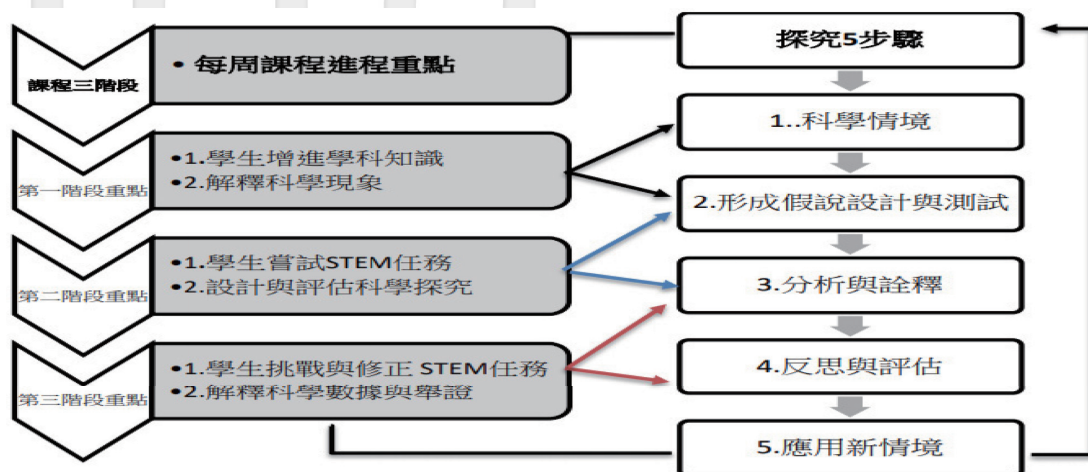 課程三階段
• 每周課程進程重點
探究5步驟
第一階段重點
•1.學生增進學科知識
•2.解釋科學現象
1..科學情境
2.形成假說設計與測試
第二階段重點
•1.學生嘗試STEM任務
•2.設計與評估科學探究
3.分析與詮釋
第三階段重點
•1.學生挑戰與修正 STEM任務
•2.解釋科學數據與舉證
4.反思與評估
5.應用新情境